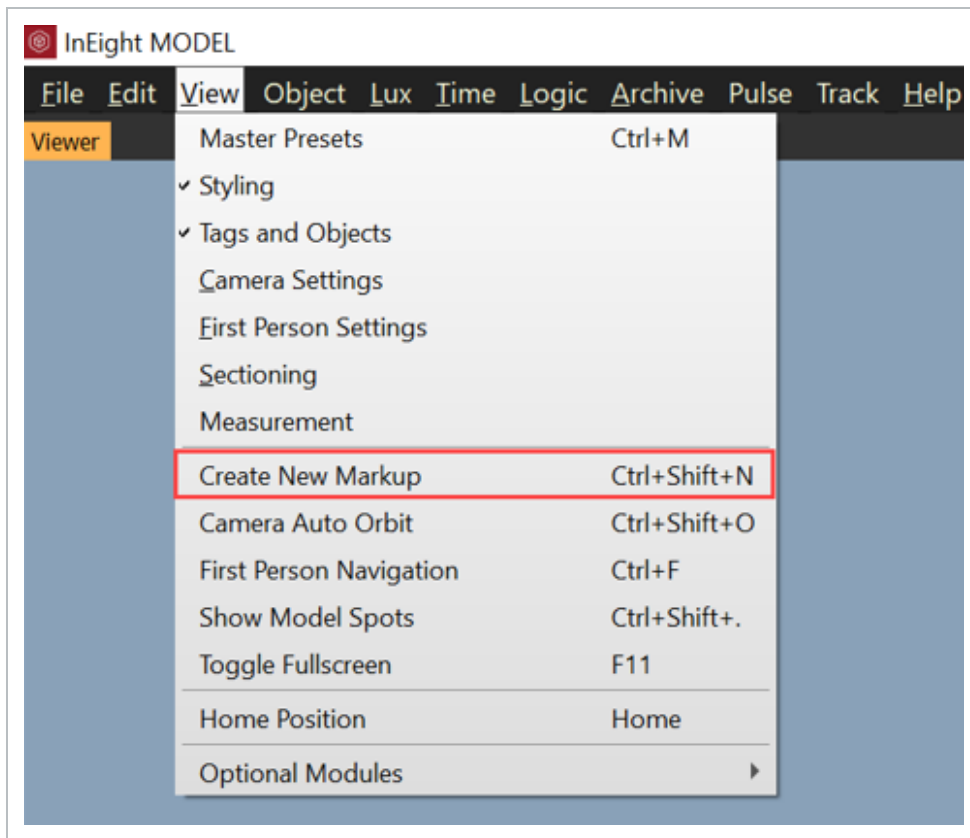 InEight MODEL
File Edit View Object Lux Time Logic Archive Pulse Track Help
Viewer
Master Presets Ctrl+M
Styling
Tags and Objects
Camera Settings
First Person Settings
Sectioning
Measurement
Create New Markup Ctrl+Shift+N
Camera Auto Orbit Ctrl+Shift+O
First Person Navigation Ctrl+F
Show Model Spots Ctrl+Shift+.
Toggle Fullscreen F11
Home Position Home
Optional Modules